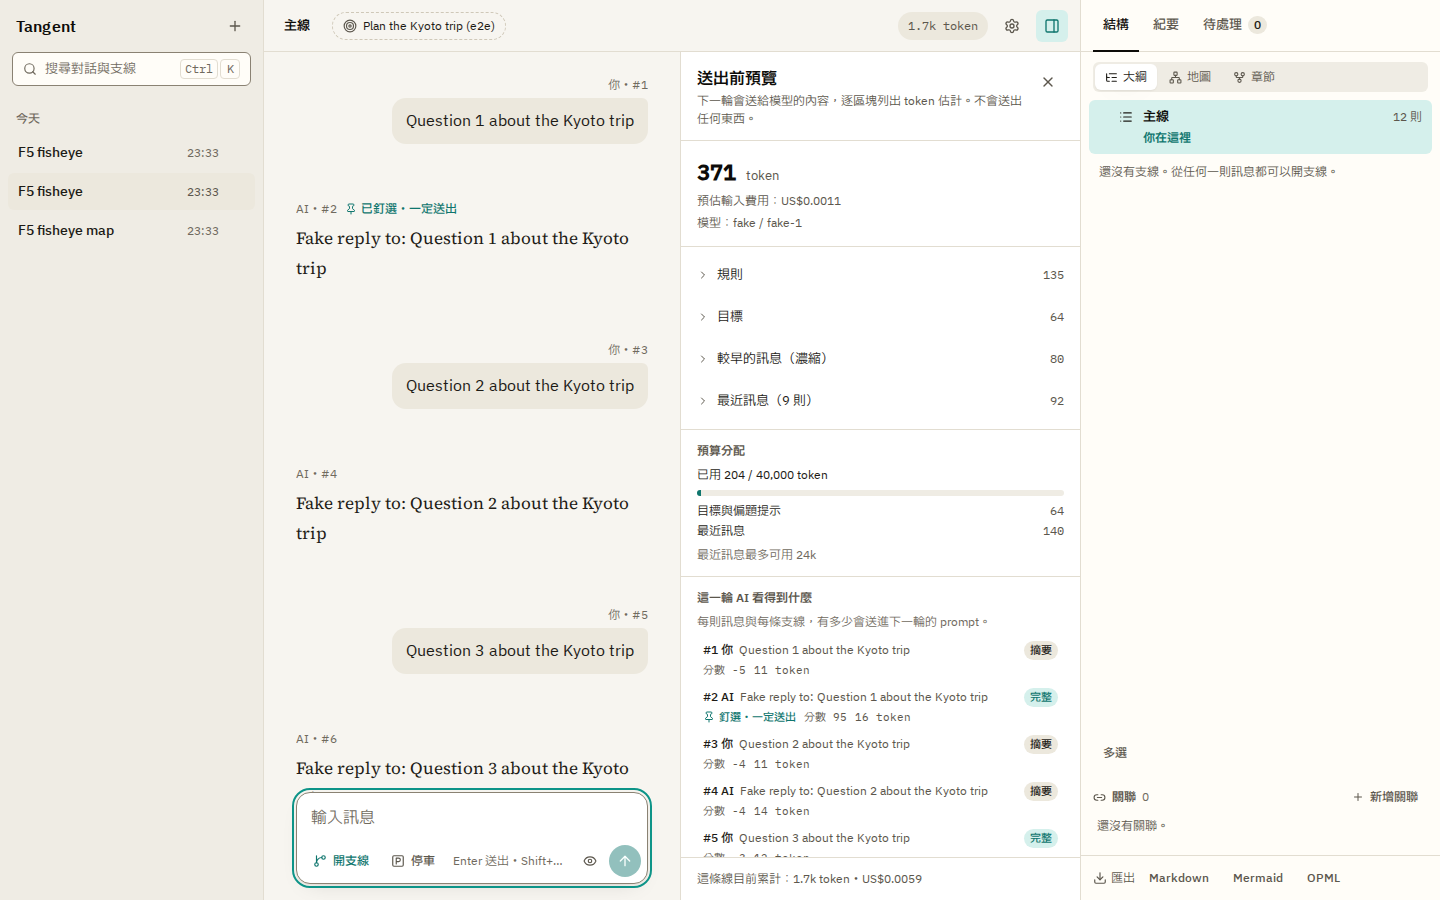 Tangent
搜尋對話與支線 Ctrl K
今天
F5 fisheye 23:33
F5 fisheye 23:33
F5 fisheye map 23:33
主線 Plan the Kyoto trip (e2e) 1.7k token
你・#1
Question 1 about the Kyoto trip
AI・#2 已釘選・一定送出
Fake reply to: Question 1 about the Kyoto
trip
你・#3
Question 2 about the Kyoto trip
AI・#4
Fake reply to: Question 2 about the Kyoto
trip
你・#5
Question 3 about the Kyoto trip
AI・#6
Fake reply to: Question 3 about the Kyoto
輸入訊息
開支線 停車 Enter 送出・Shift+...
送出前預覽
下一輪會送給模型的內容，逐區塊列出 token 估計。不會送出
任何東西。
371 token
預估輸入費用：US$0.0011
模型：fake / fake-1
規則 135
目標 64
較早的訊息（濃縮） 80
最近訊息（9 則） 92
預算分配
已用 204 / 40,000 token
目標與偏題提示 64
最近訊息 140
最近訊息最多可用 24k
這一輪 AI 看得到什麼
每則訊息與每條支線，有多少會送進下一輪的 prompt。
#1 你 Question 1 about the Kyoto trip 摘要
分數 -5 11 token
#2 AI Fake reply to: Question 1 about the Kyoto trip 完整
釘選・一定送出 分數 95 16 token
#3 你 Question 2 about the Kyoto trip 摘要
分數 -4 11 token
#4 AI Fake reply to: Question 2 about the Kyoto trip 摘要
分數 -4 14 token
#5 你 Question 3 about the Kyoto trip 完整
這條線目前累計：1.7k token・US$0.0059
結構 紀要 待處理 0
大綱 地圖 章節
主線 12 則
你在這裡
還沒有支線。從任何一則訊息都可以開支線。
多選
關聯 0 新增關聯
還沒有關聯。
匯出 Markdown Mermaid OPML